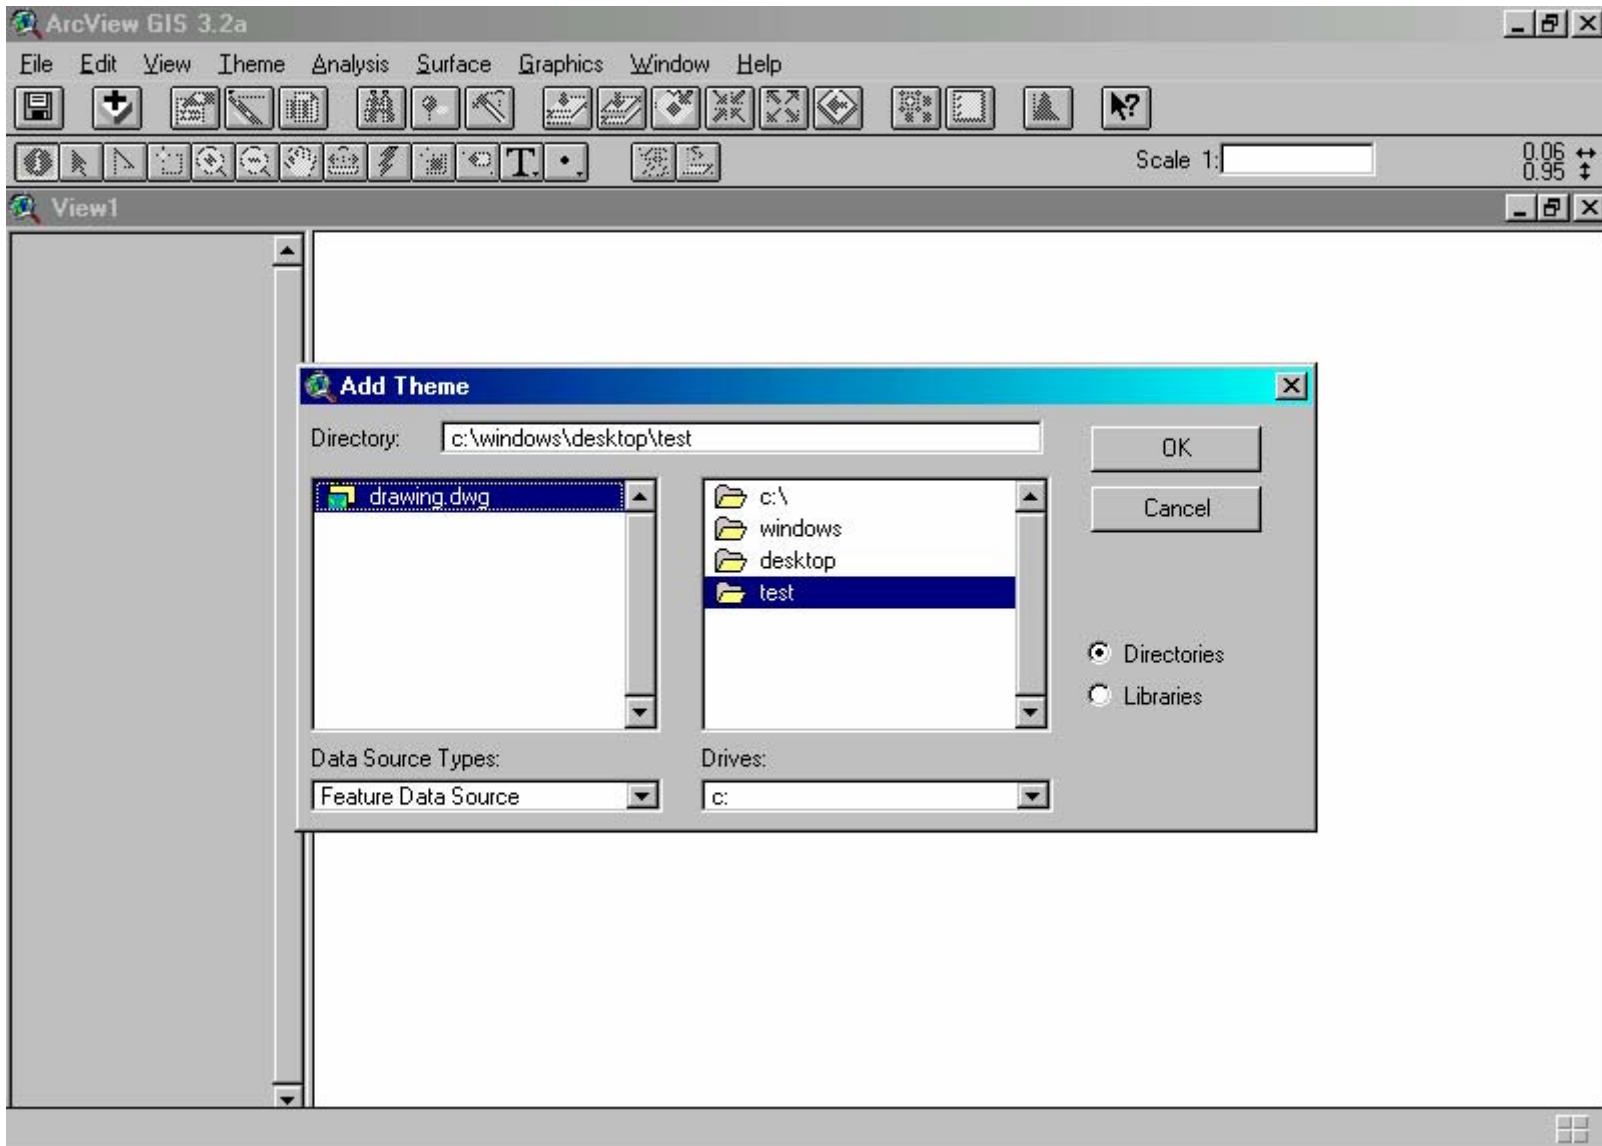 ArcView GIS 3.2a
File Edit View Theme Analysis Surface Graphics Window Help
T
Scale 1:
0.06
0.95
View1
Add Theme
Directory: c:\windows\desktop\test
OK
Cancel
drawing.dwg
c:\
windows
desktop
test
Directories
Libraries
Data Source Types:
Feature Data Source
Drives:
c: